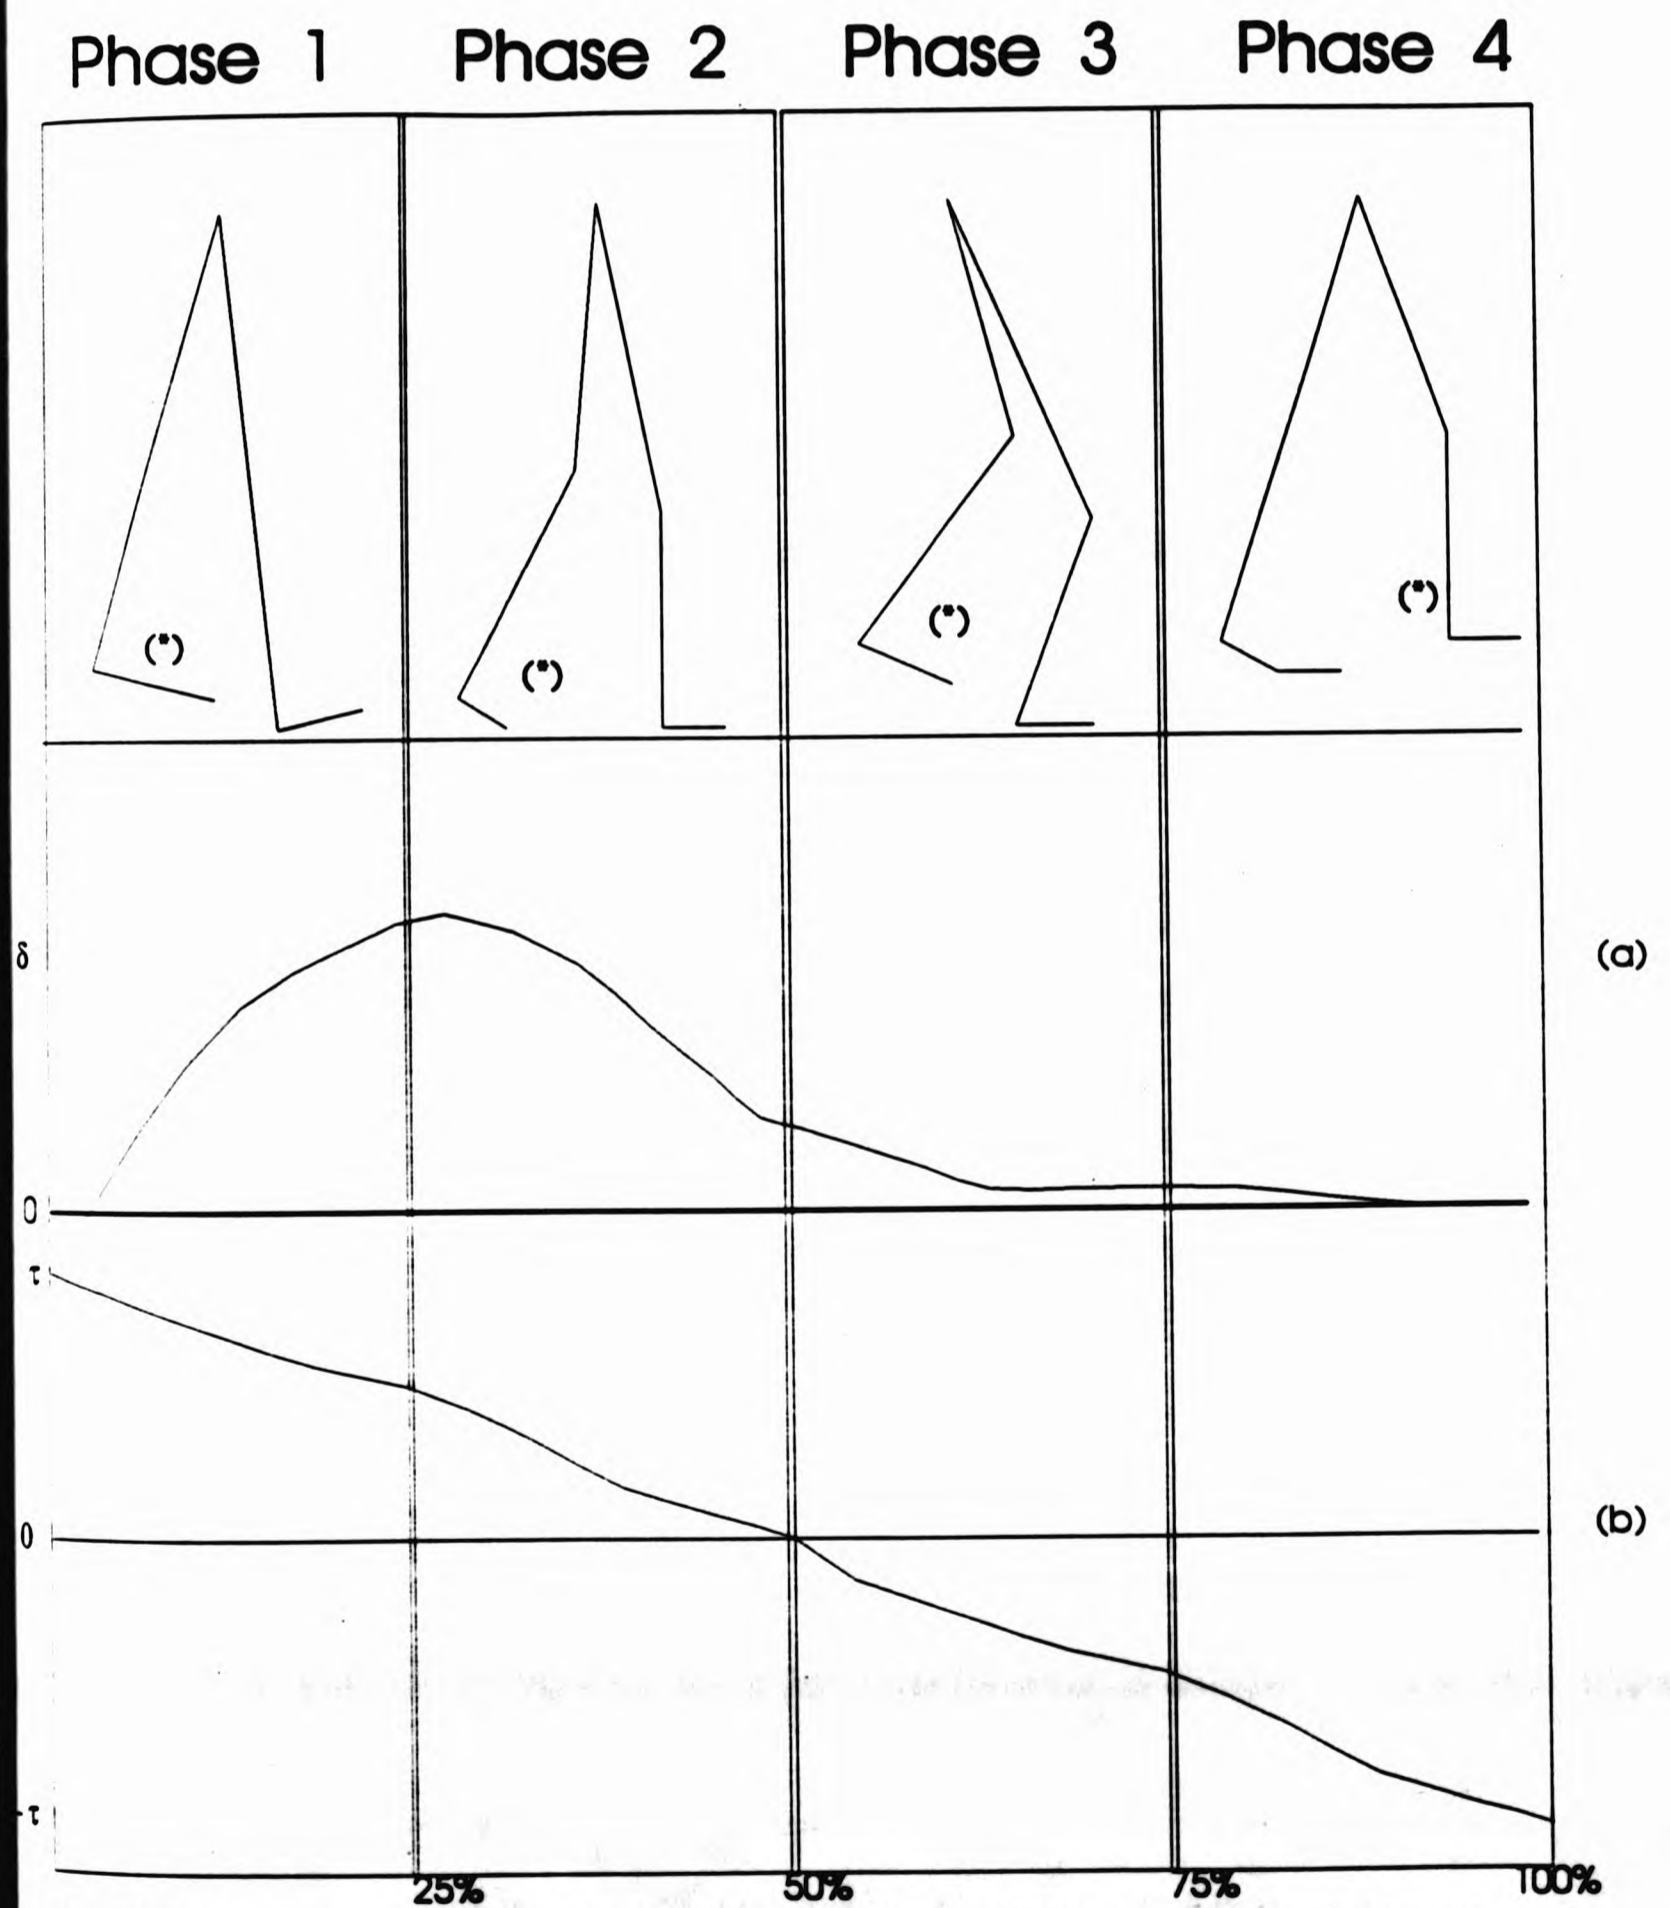 Phase 1 Phase 2 Phase 3 Phase 4
(*) (*) (*) (*)
δ (a)
0
τ
0 (b)
-τ
25% 50% 75% 100%